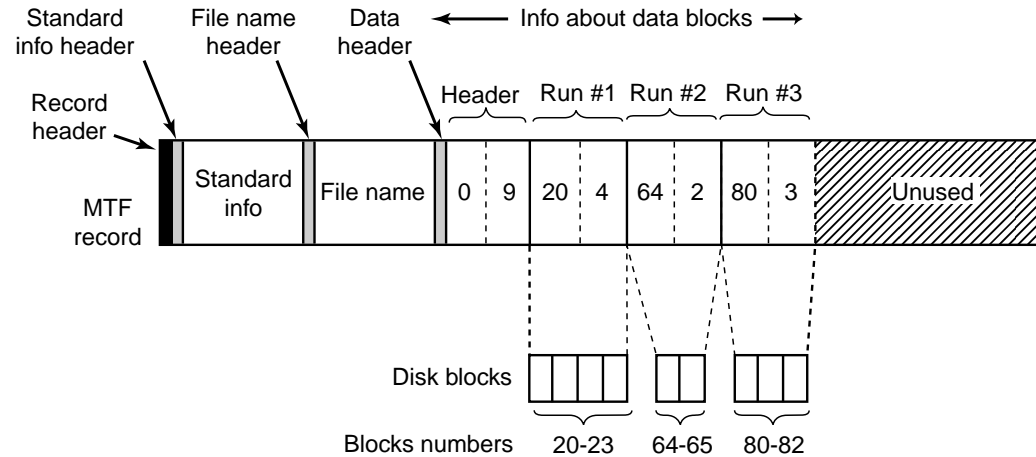 Standard
info header
File name
header
Data
header
Info about data blocks
Record
header
Header
Run #1
Run #2
Run #3
MTF
record
Standard
info
File name
0
9
20
4
64
2
80
3
Unused
Disk blocks
Blocks numbers
20-23
64-65
80-82